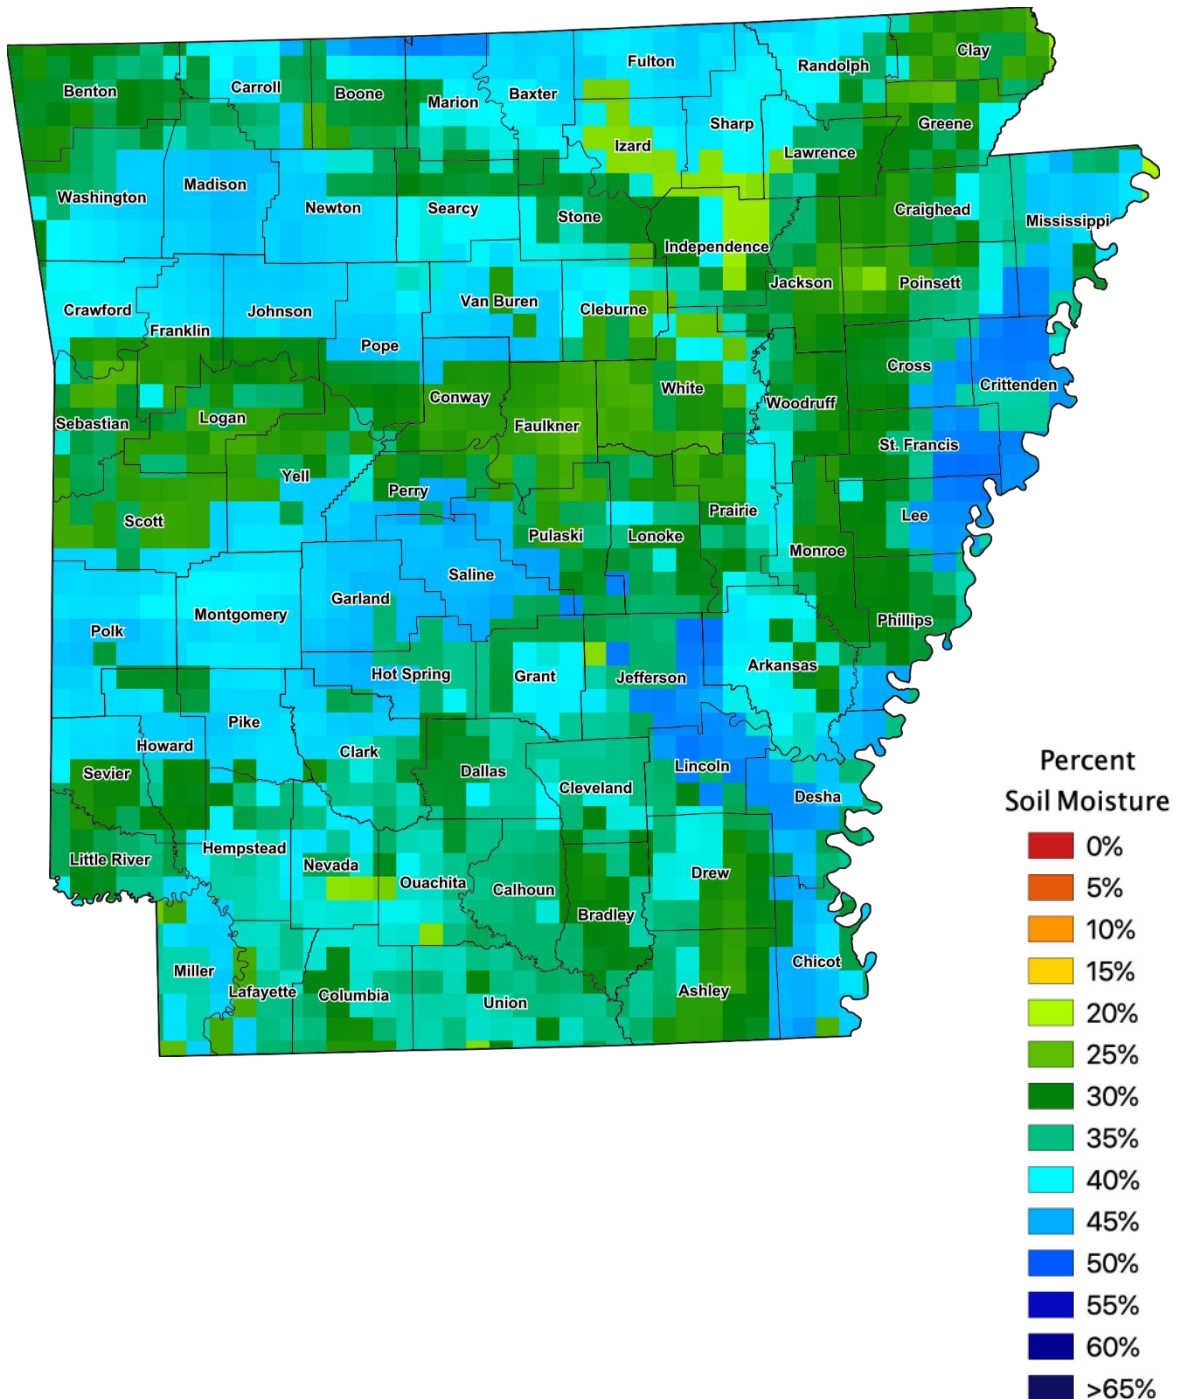 Clay
Fulton
Randolph
Carroll
Benton
Boone
Baxter
Marion
Sharp
Greene
Izard
Lawrence
Madison
Washington
Newton
Searcy
Craighead
Stone
Mississippi
Independence
Jackson
Poinsett
Van Buren
Crawford
Johnson
Cleburne
Franklin
Pope
Cross
Crittenden
White
Conway
Woodruff
Logan
Sebastian
Faulkner
St. Francis
Yell
Perry
Prairie
Lee
Scott
Pulaski
Lonoke
Monroe
Saline
Garland
Montgomery
Phillips
Polk
Arkansas
Hot Spring
Grant
Jefferson
Pike
Howard
Clark
Lincoln
Sevier
Dallas
Cleveland
Desha
Hempstead
Little River
Nevada
Drew
Ouachita
Calhoun
Bradley
Chicot
Miller
Lafayette
Columbia
Ashley
Union
Percent
Soil Moisture
0%
5%
10%
15%
20%
25%
30%
35%
40%
45%
50%
55%
60%
>65%